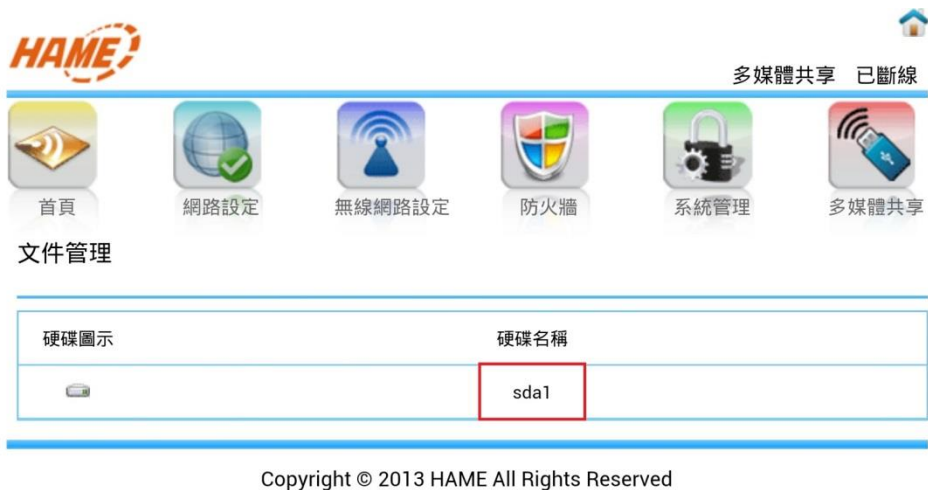 HAME
多媒體共享 已斷線
首頁 網路設定 無線網路設定 防火牆 系統管理 多媒體共享
文件管理
硬碟圖示 硬碟名稱
sda1
Copyright © 2013 HAME All Rights Reserved